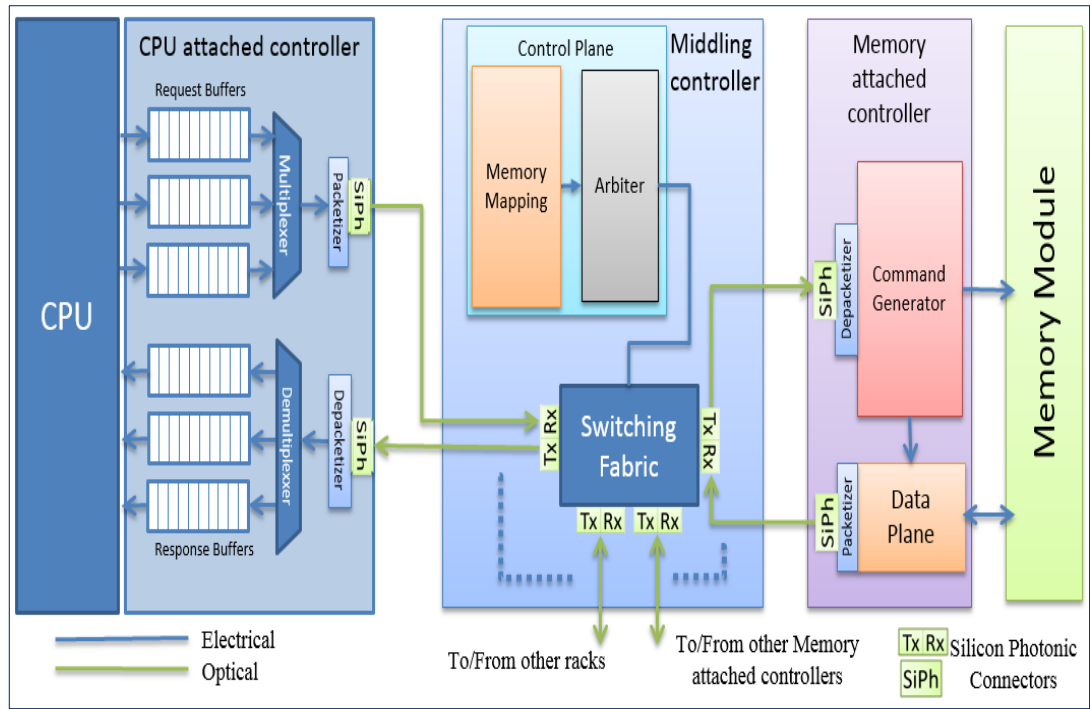 CPU
CPU attached controller
Request Buffers
Multiplexer
Packetizer
SiPh
Demultiplexxer
Depacketizer
SiPh
Response Buffers
Middling
controller
Control Plane
Memory
Mapping
Arbiter
Switching
Fabric
Tx Rx
Tx Rx
Tx Rx
Tx Rx
Memory
attached
controller
SiPh
Depacketizer
Command
Generator
SiPh
Packetizer
Data
Plane
Memory Module
Electrical
Optical
To/From other racks
To/From other Memory
attached controllers
Tx Rx
SiPh
Silicon Photonic
Connectors